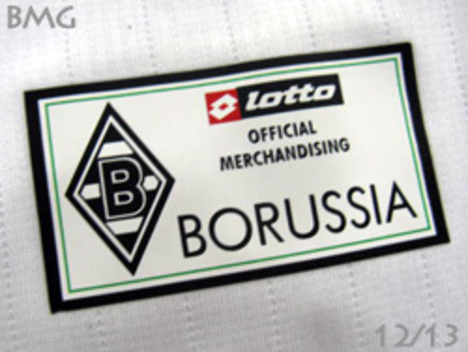 BMG
lotto
OFFICIAL
MERCHANDISING
B
BORUSSIA
12/13